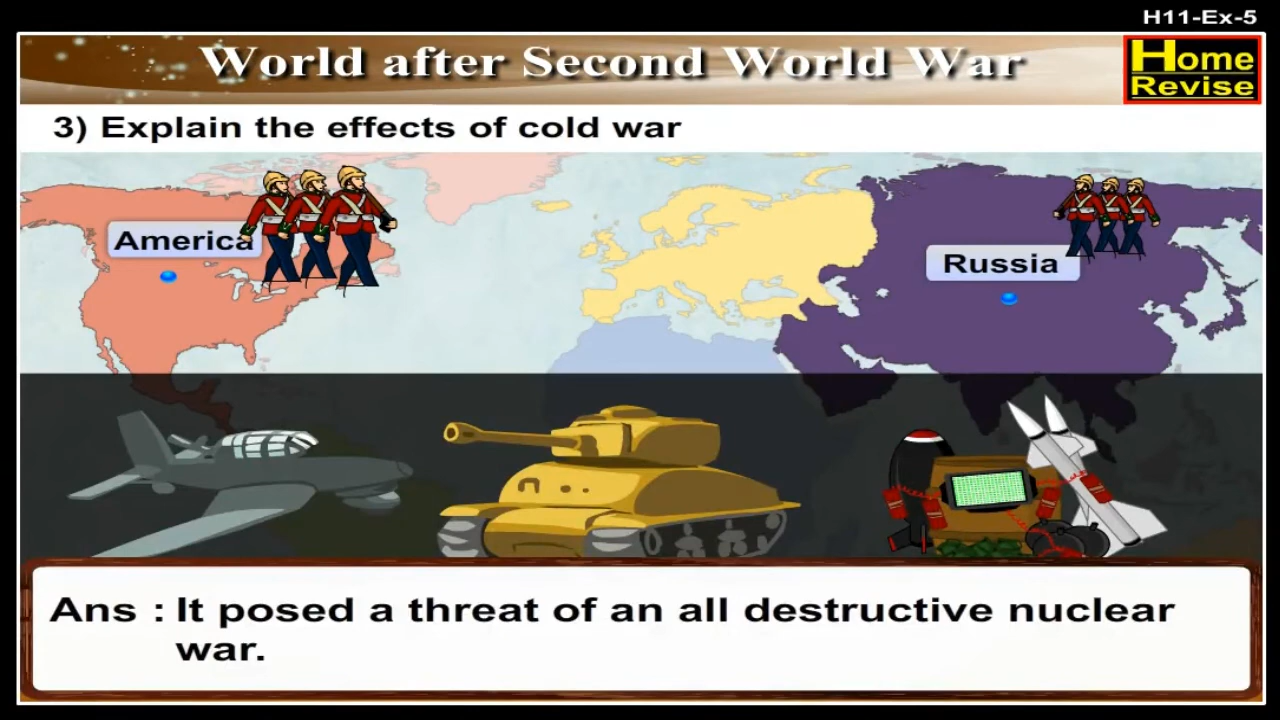 H11-Ex-5
World after Second World War
Home
Revise
3) Explain the effects of cold war
America
Russia
Ans : It posed a threat of an all destructive nuclear
war.